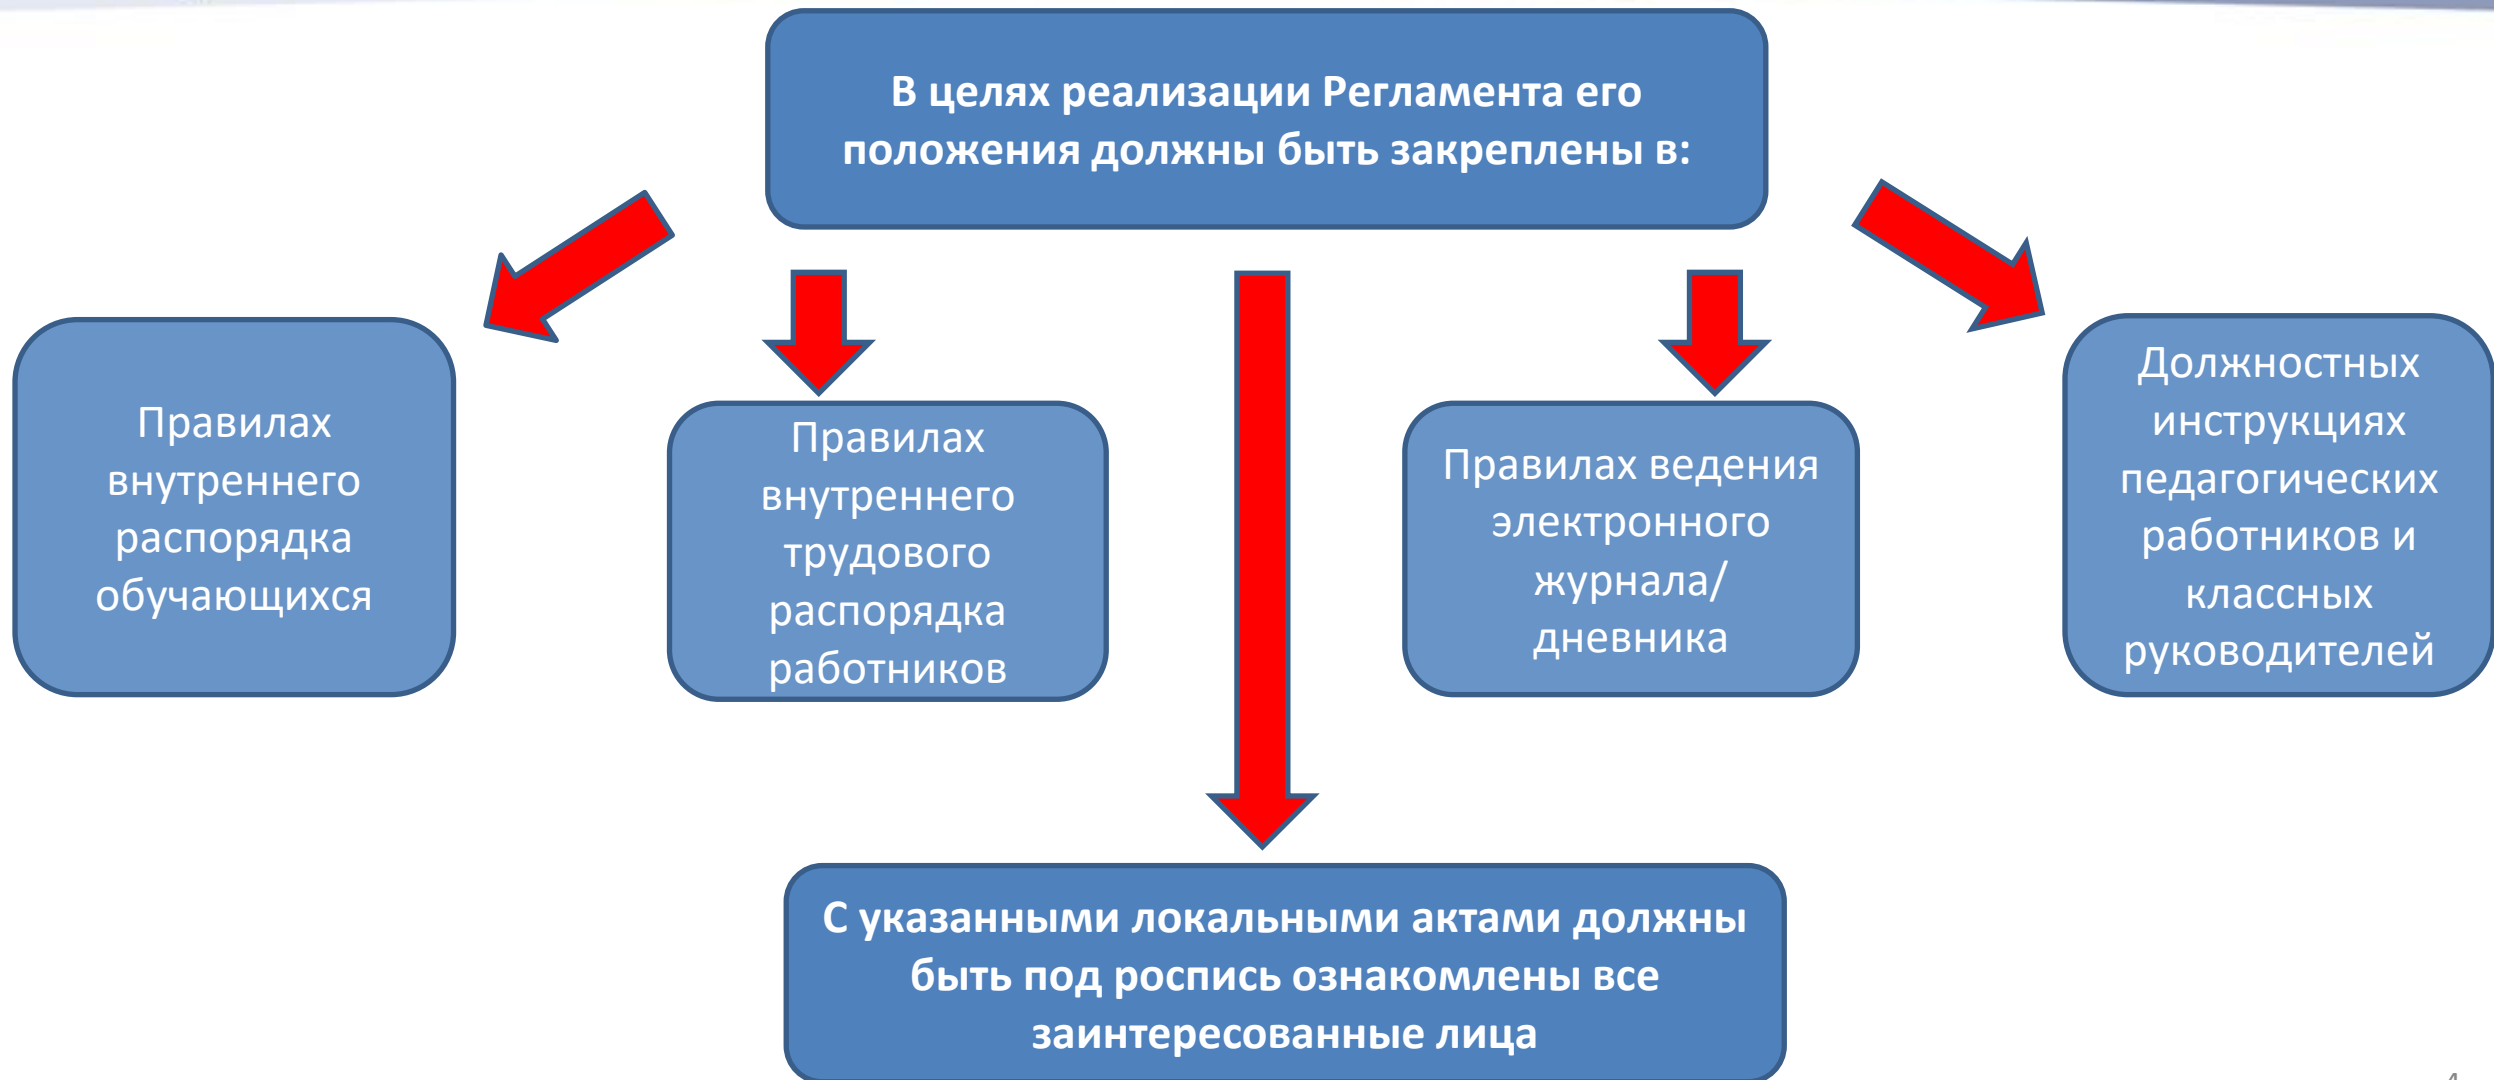 В целях реализации Регламента его
положения должны быть закреплены в:
Правилах
внутреннего
распорядка
обучающихся
Правилах
внутреннего
трудового
распорядка
работников
Правилах ведения
электронного
журнала/
дневника
Должностных
инструкциях
педагогических
работников и
классных
руководителей
С указанными локальными актами должны
быть под роспись ознакомлены все
заинтересованные лица